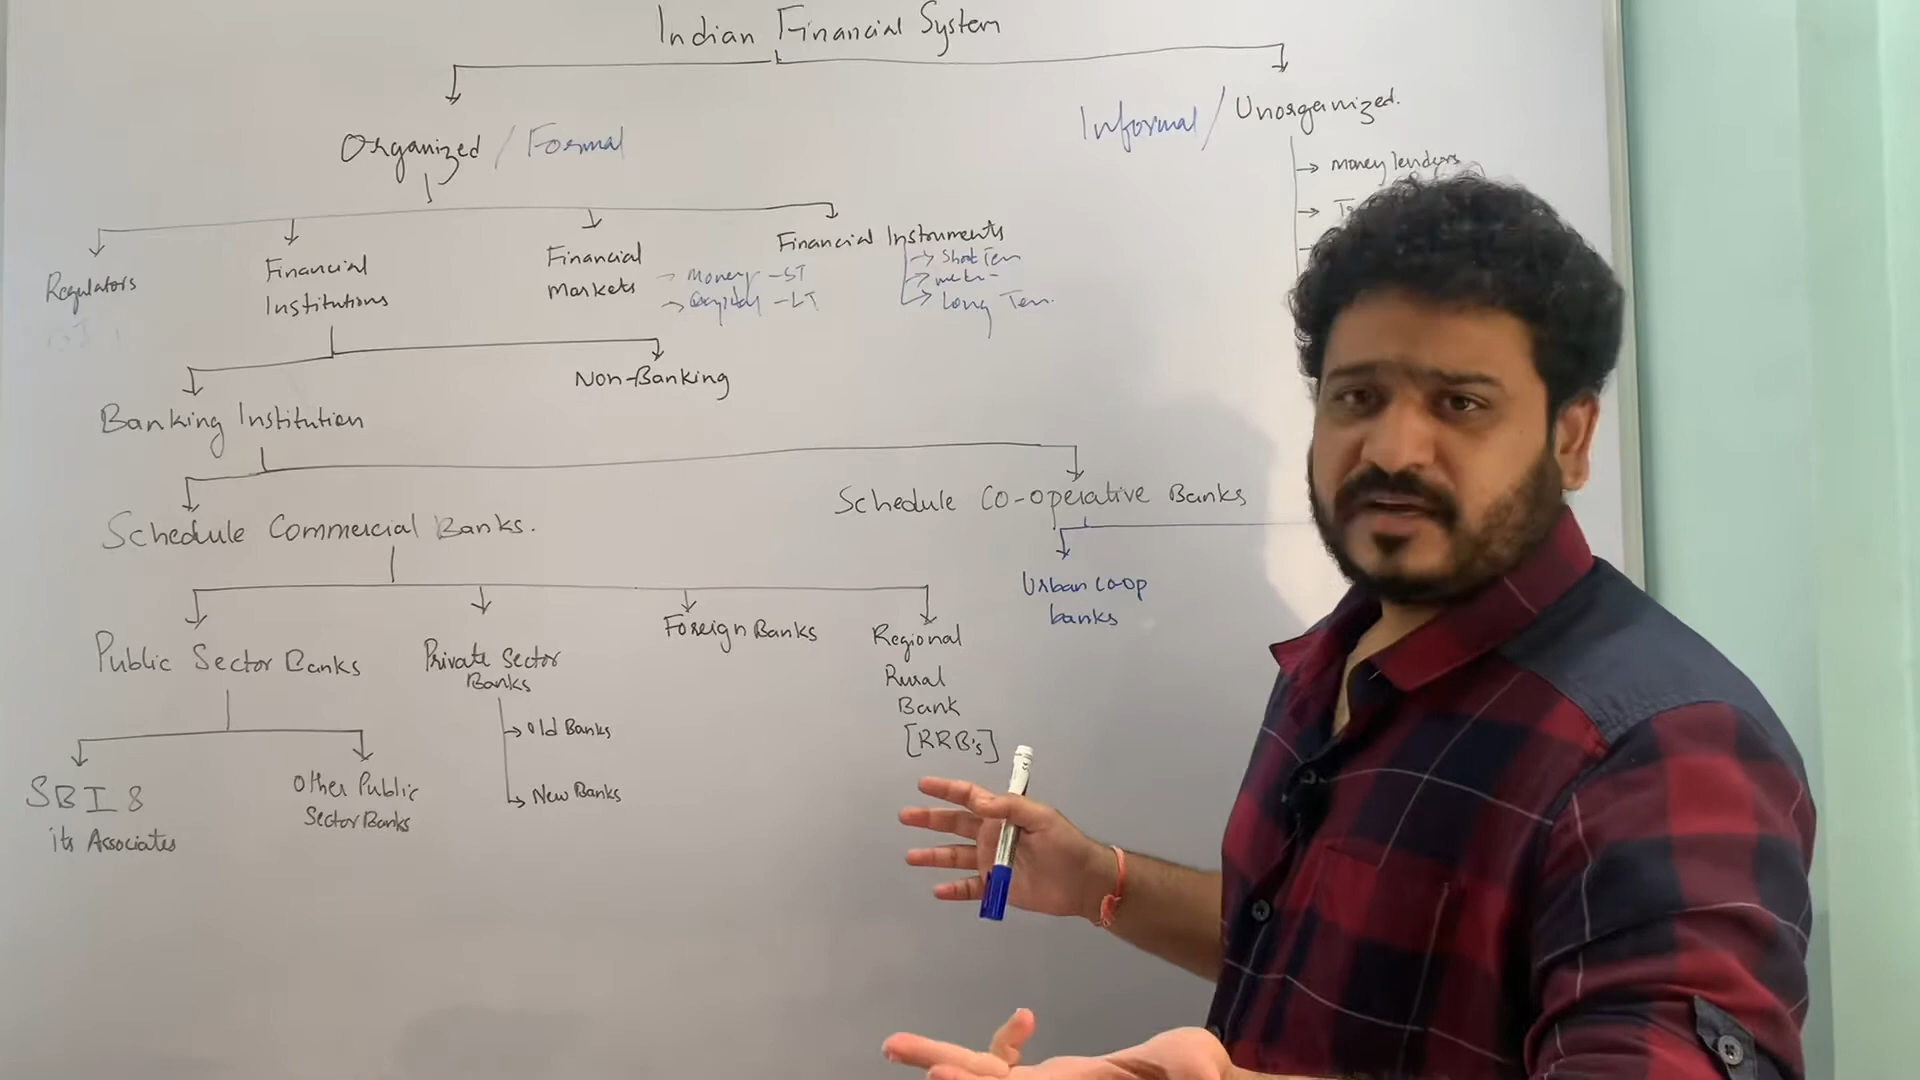 Indian Financial System
Organized / Formal
Informal / Unorganized.
→ money lenders
Regulators
Financial
Institutions
Financial
Markets
→ Money - ST
→ Capital - LT
Financial Instruments
→ Short Term
→ Long Term.
Banking Institution
Non-Banking
Schedule Commercial Banks.
Schedule Co-operative Banks
Urban co-op
banks
Public Sector Banks
Private Sector
Banks
→ Old Banks
→ New Banks
Foreign Banks
Regional
Rural
Bank
[RRB's]
SBI &
its Associates
Other Public
Sector Banks